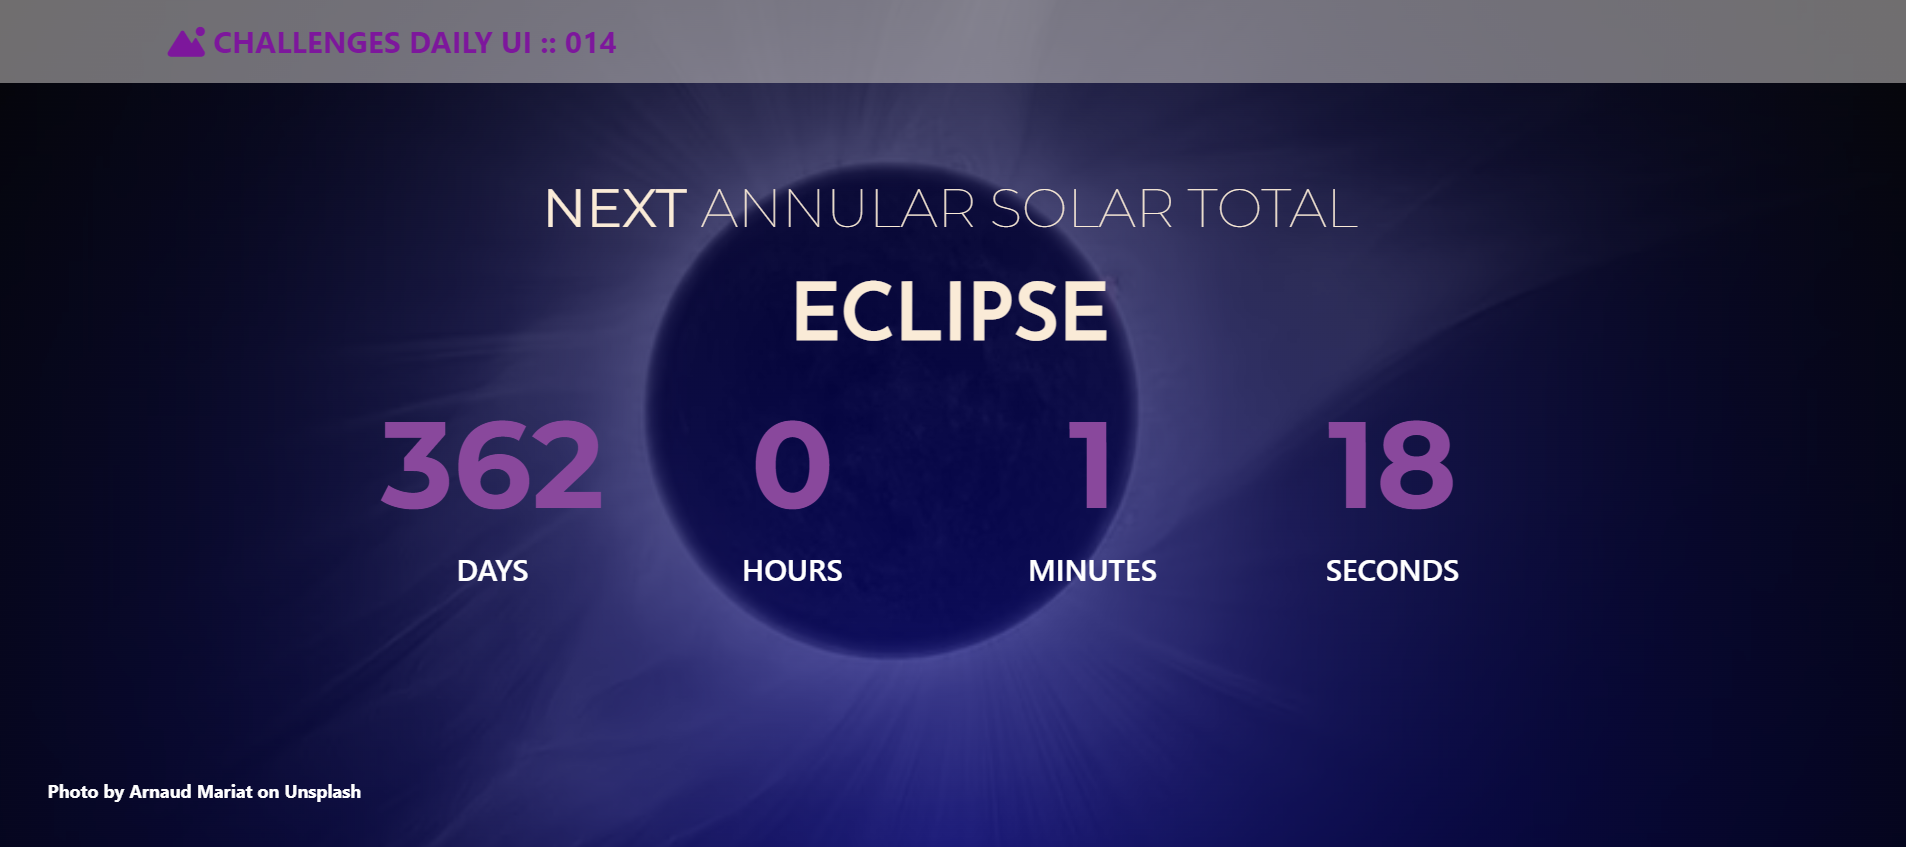 CHALLENGES DAILY UI :: 014
NEXT ANNULAR SOLAR TOTAL
ECLIPSE
362 0 1 18
DAYS HOURS MINUTES SECONDS
Photo by Arnaud Mariat on Unsplash